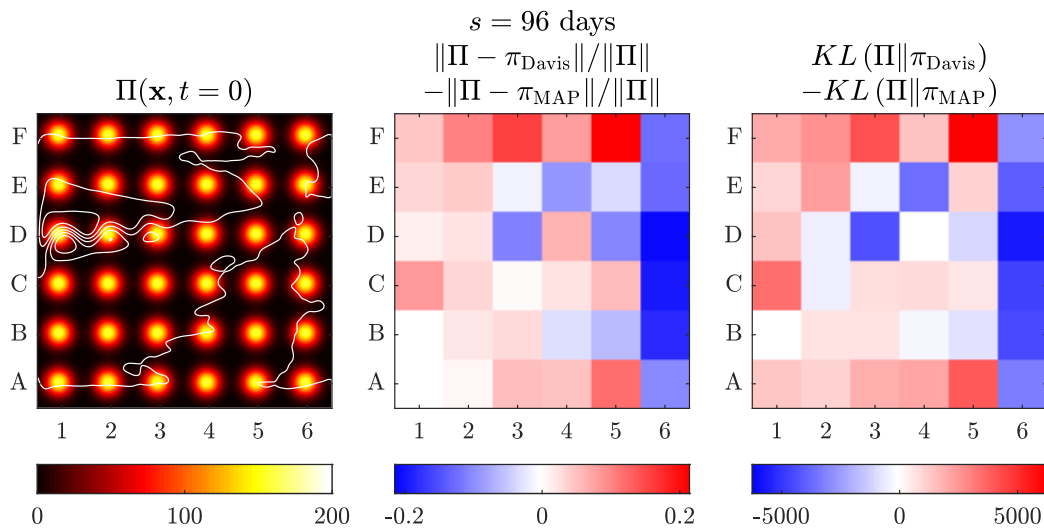 s = 96 days
Π(x, t = 0)
‖Π − π_Davis‖/‖Π‖
−‖Π − π_MAP‖/‖Π‖
KL (Π‖π_Davis)
−KL (Π‖π_MAP)
F
E
D
C
B
A
1 2 3 4 5 6
0 100 200
F
E
D
C
B
A
1 2 3 4 5 6
-0.2 0 0.2
F
E
D
C
B
A
1 2 3 4 5 6
-5000 0 5000